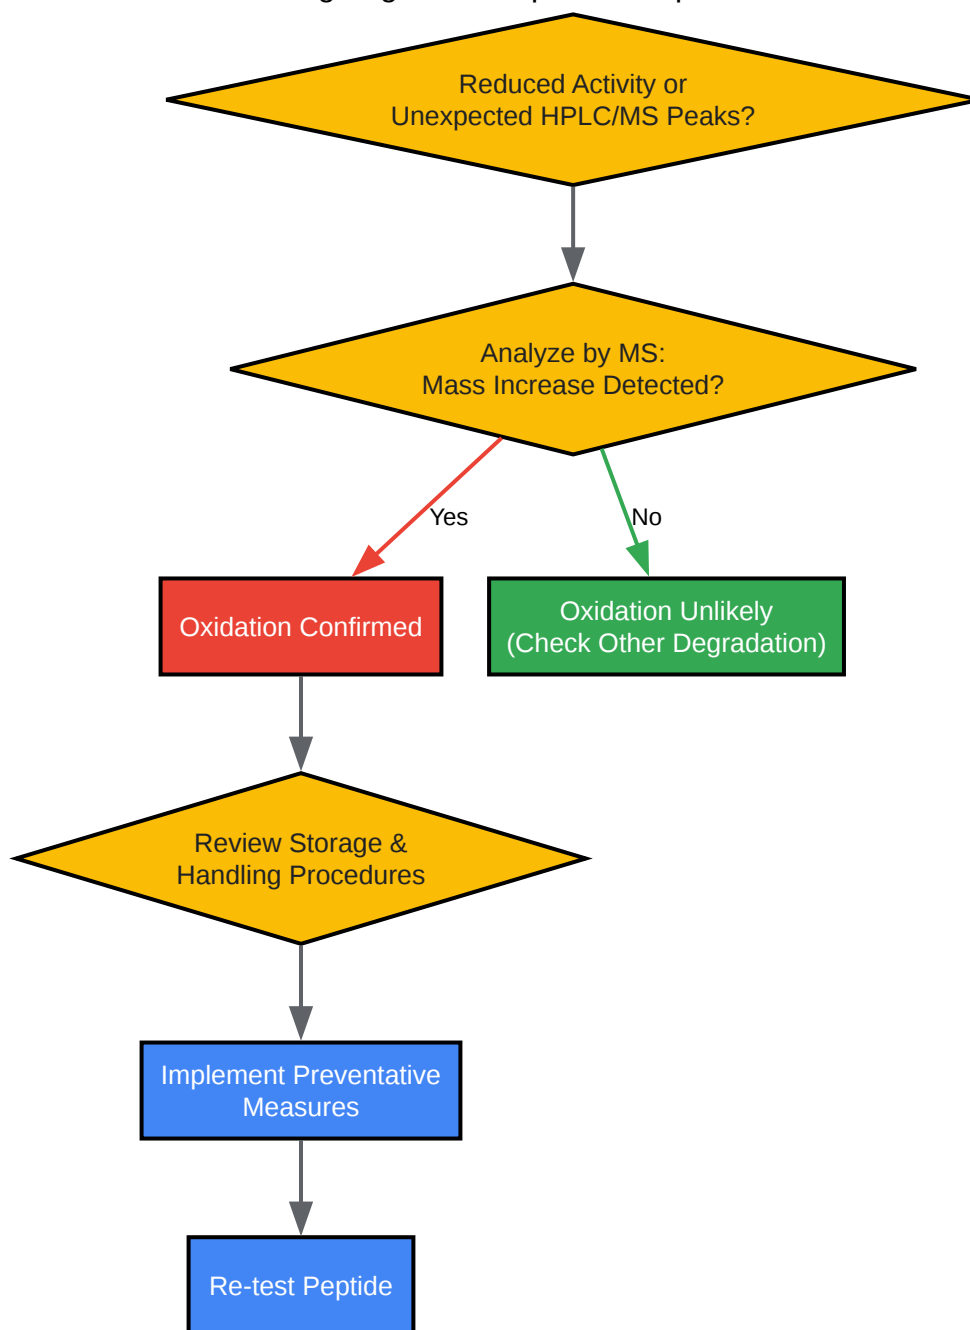 Reduced Activity or
Unexpected HPLC/MS Peaks?
Analyze by MS:
Mass Increase Detected?
Yes
No
Oxidation Confirmed
Oxidation Unlikely
(Check Other Degradation)
Review Storage &
Handling Procedures
Implement Preventative
Measures
Re-test Peptide